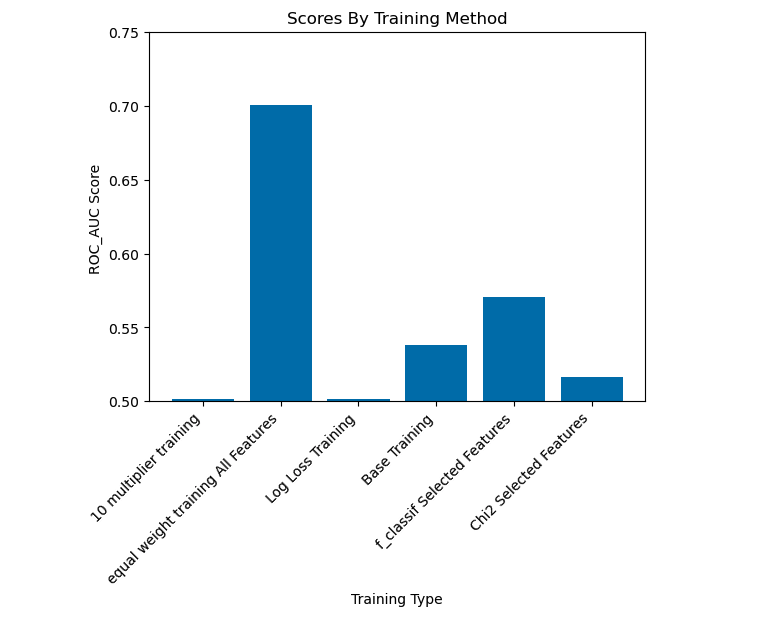 Scores By Training Method
ROC_AUC Score
0.75
0.70
0.65
0.60
0.55
0.50
10 multiplier training
equal weight training All Features
Log Loss Training
Base Training
f_classif Selected Features
Chi2 Selected Features
Training Type